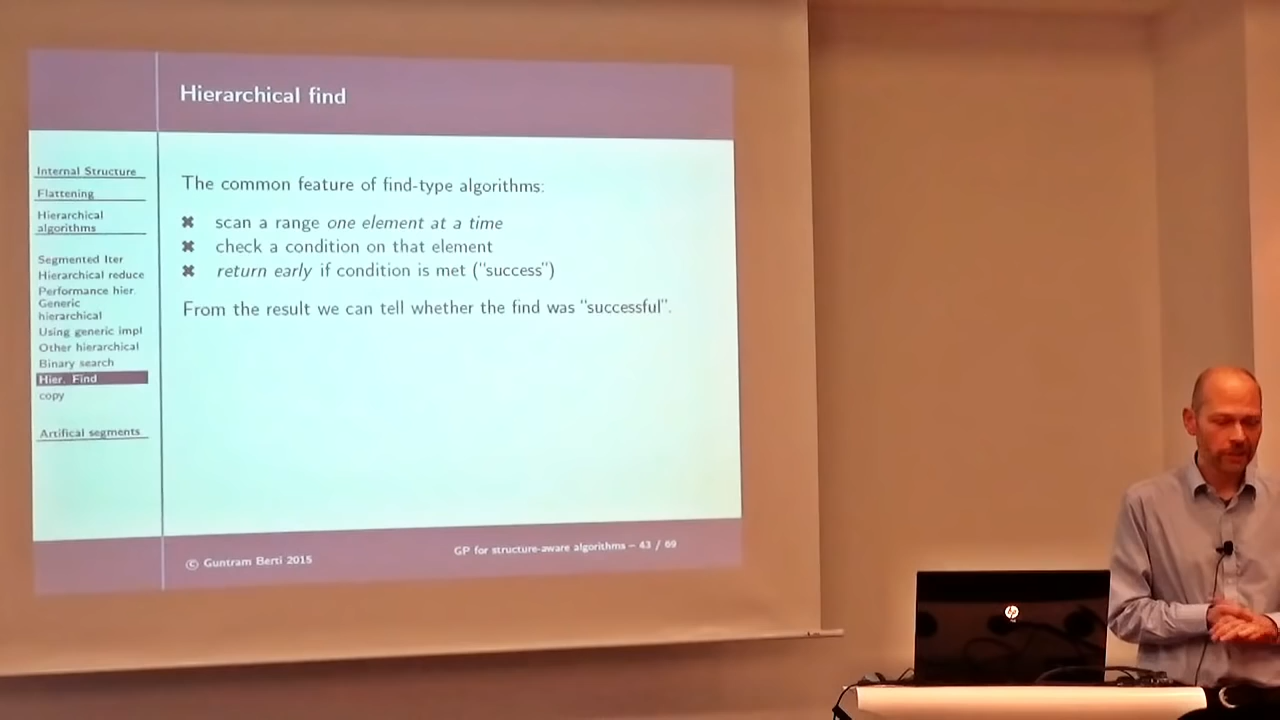 Hierarchical find
Internal Structure
Flattening
Hierarchical
algorithms
Segmented Iter
Hierarchical reduce
Performance hier.
Generic
hierarchical
Using generic impl
Other hierarchical
Binary search
Hier. Find
copy
Artifical segments
The common feature of find-type algorithms:
✖ scan a range one element at a time
✖ check a condition on that element
✖ return early if condition is met ("success")
From the result we can tell whether the find was "successful".
© Guntram Berti 2015
GP for structure-aware algorithms – 43 / 69
hp